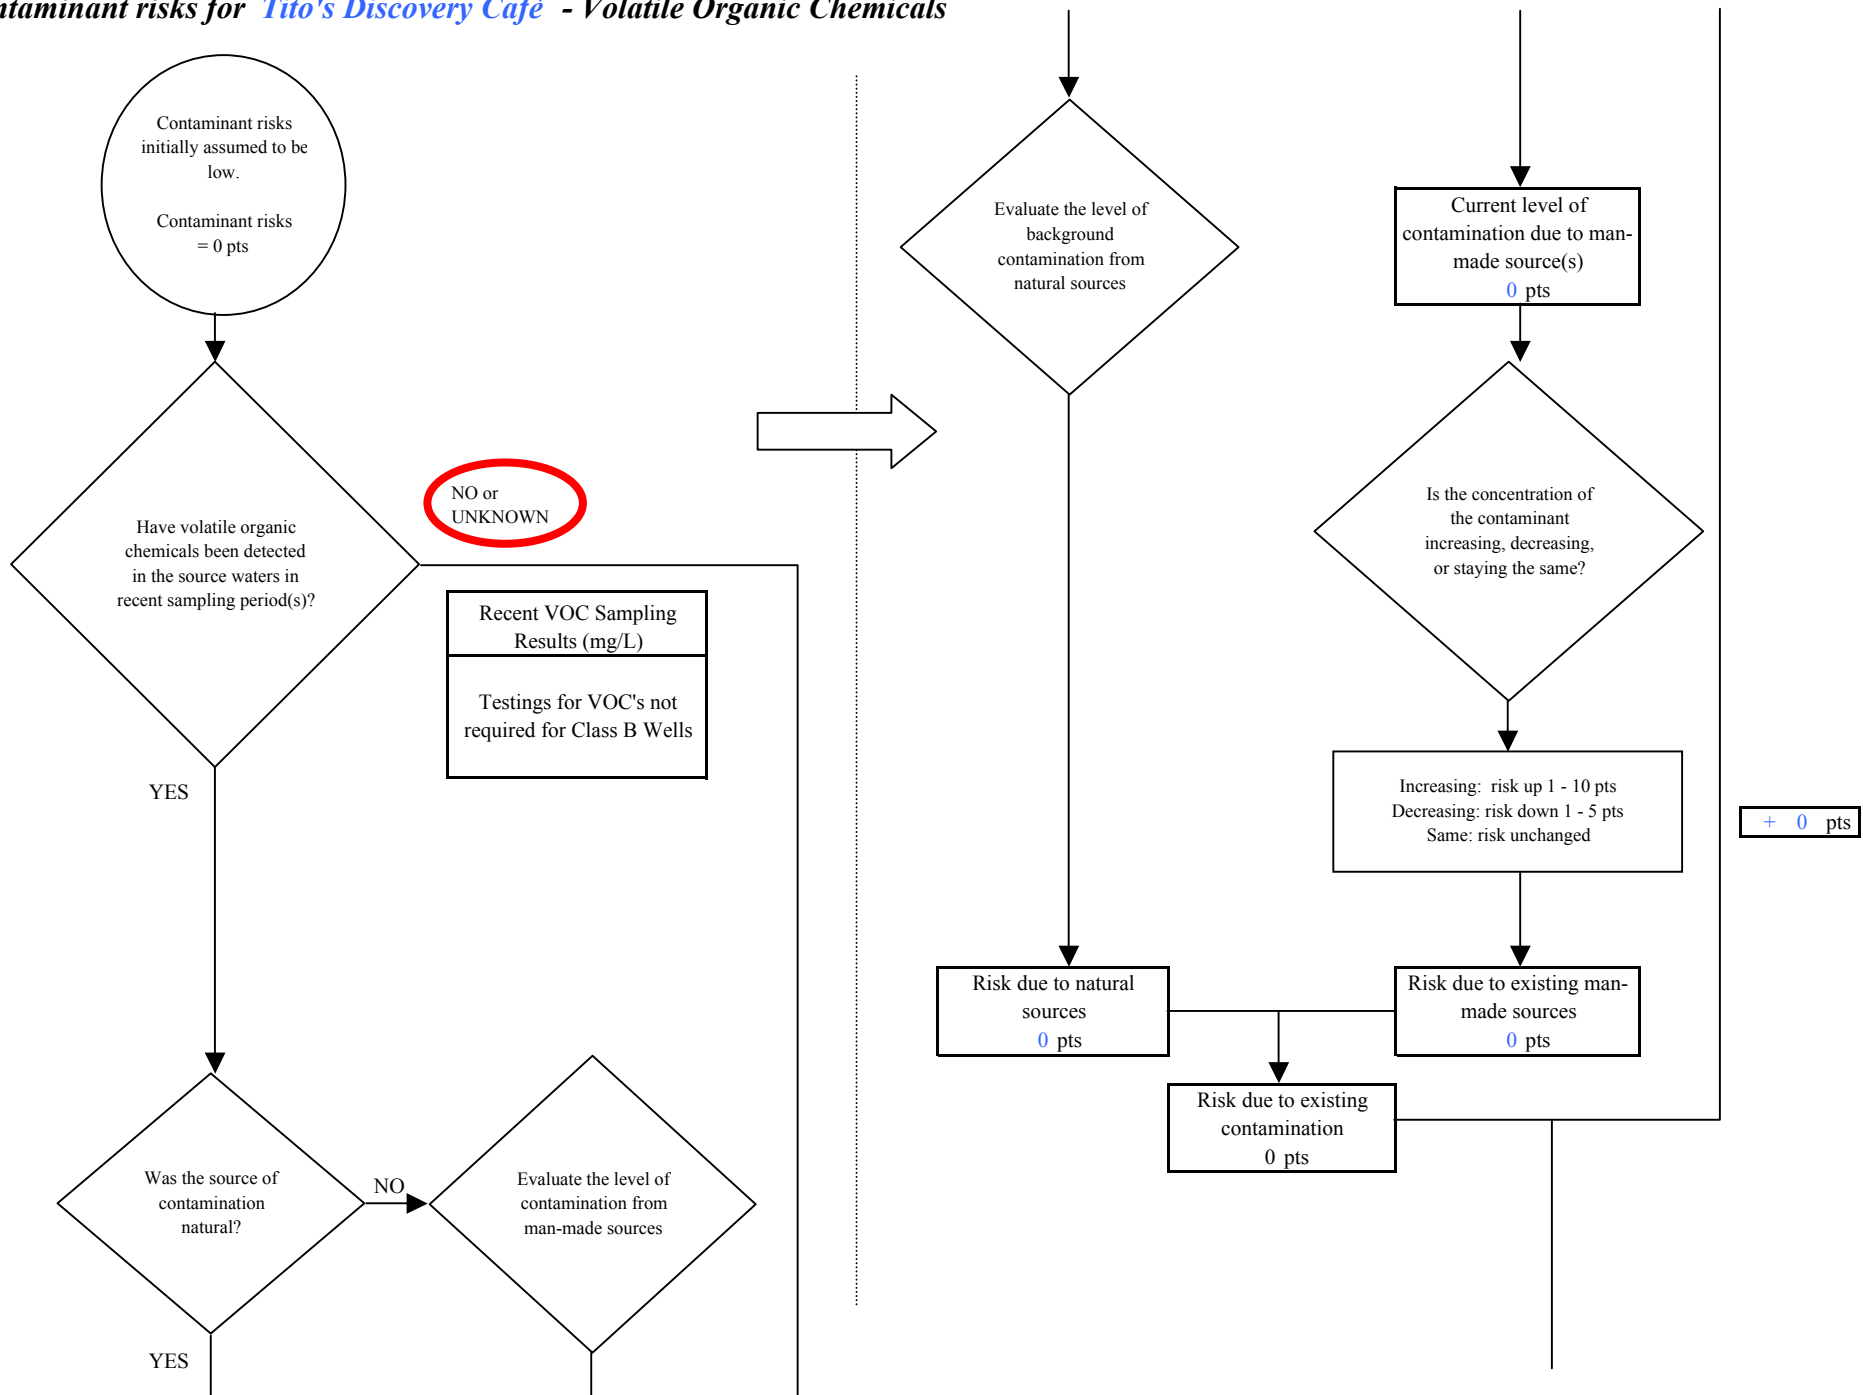 ntaminant risks for Tito's Discovery Café - Volatile Organic Chemicals
Contaminant risks
initially assumed to be
low.
Contaminant risks
= 0 pts
Have volatile organic
chemicals been detected
in the source waters in
recent sampling period(s)?
NO or
UNKNOWN
Recent VOC Sampling
Results (mg/L)
Testings for VOC's not
required for Class B Wells
YES
Was the source of
contamination
natural?
NO
Evaluate the level of
contamination from
man-made sources
YES
Evaluate the level of
background
contamination from
natural sources
Current level of
contamination due to man-
made source(s)
0 pts
Is the concentration of
the contaminant
increasing, decreasing,
or staying the same?
Increasing: risk up 1 - 10 pts
Decreasing: risk down 1 - 5 pts
Same: risk unchanged
+ 0 pts
Risk due to natural
sources
0 pts
Risk due to existing man-
made sources
0 pts
Risk due to existing
contamination
0 pts